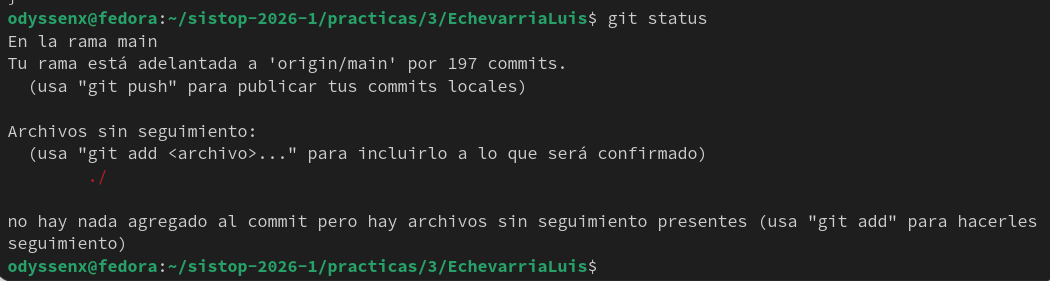 odyssenx@fedora:~/sistop-2026-1/practicas/3/EchevarriaLuis$ git status
En la rama main
Tu rama está adelantada a 'origin/main' por 197 commits.
  (usa "git push" para publicar tus commits locales)

Archivos sin seguimiento:
  (usa "git add <archivo>..." para incluirlo a lo que será confirmado)
        ./

no hay nada agregado al commit pero hay archivos sin seguimiento presentes (usa "git add" para hacerles
seguimiento)
odyssenx@fedora:~/sistop-2026-1/practicas/3/EchevarriaLuis$